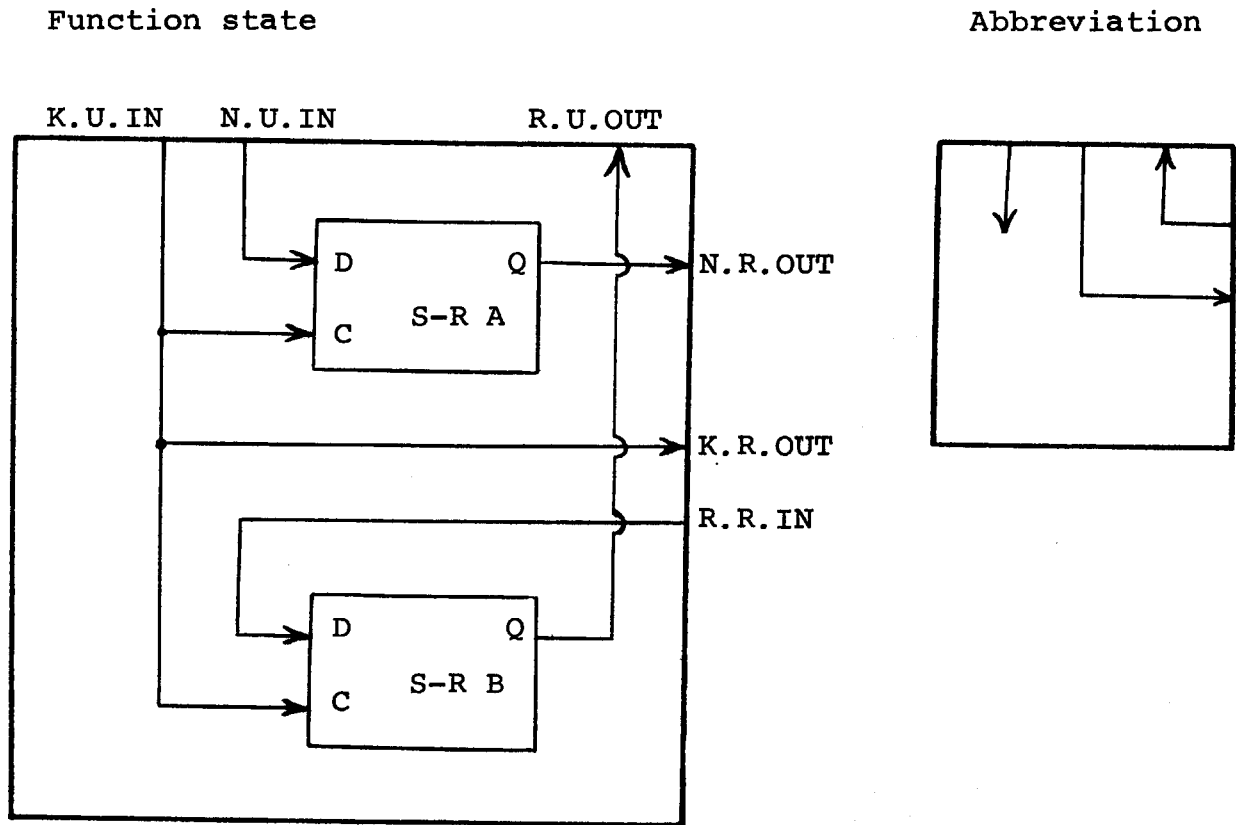 Function state
Abbreviation
K.U.IN
N.U.IN
R.U.OUT
D
Q
S-R A
C
N.R.OUT
K.R.OUT
R.R.IN
D
Q
S-R B
C